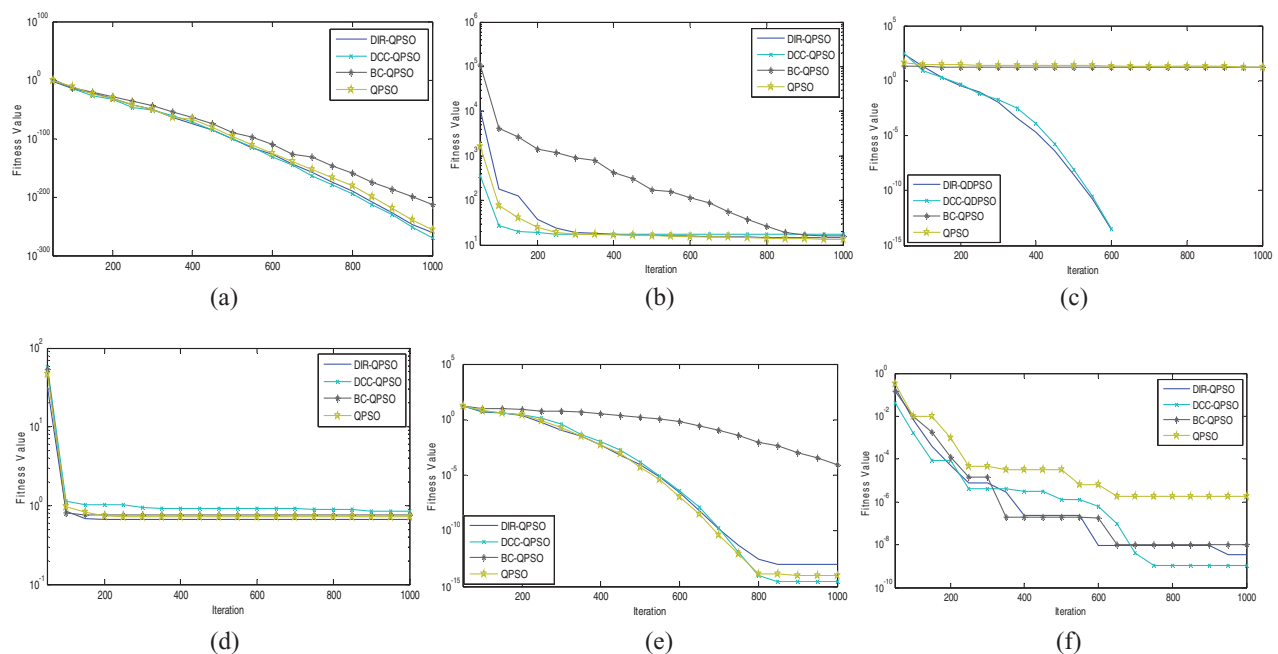 10^100
10^0
10^-100
10^-200
10^-300
Fitness Value
200 400 600 800 1000
Iteration
DIR-QPSO
DCC-QPSO
BC-QPSO
QPSO
(a)
10^6
10^5
10^4
10^3
10^2
10^1
Fitness Value
200 400 600 800 1000
Iteration
DIR-QPSO
DCC-QPSO
BC-QPSO
QPSO
(b)
10^5
10^0
10^-5
10^-10
10^-15
Fitness Value
200 400 600 800 1000
Iteration
DIR-QDPSO
DCC-QDPSO
BC-QPSO
QPSO
(c)
10^2
10^1
10^0
10^-1
Fitness Value
200 400 600 800 1000
Iteration
DIR-QPSO
DCC-QPSO
BC-QPSO
QPSO
(d)
10^5
10^0
10^-5
10^-10
10^-15
Fitness Value
200 400 600 800 1000
Iteration
DIR-QPSO
DCC-QPSO
BC-QPSO
QPSO
(e)
10^0
10^-2
10^-4
10^-6
10^-8
10^-10
Fitness Value
200 400 600 800 1000
Iteration
DIR-QPSO
DCC-QPSO
BC-QPSO
QPSO
(f)